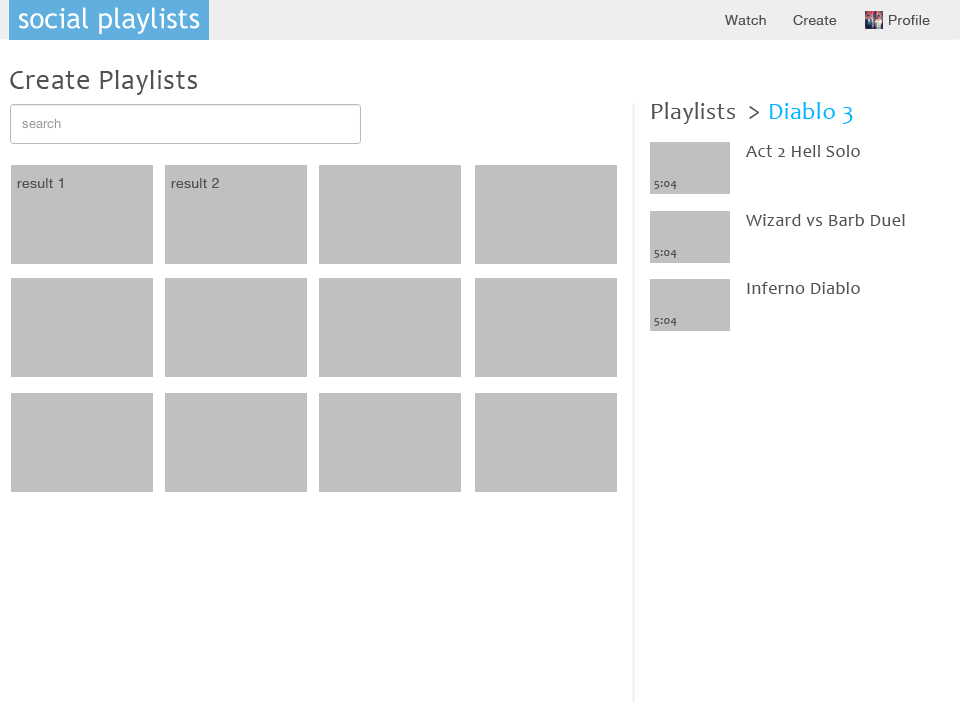 social playlists
Watch Create Profile
Create Playlists
search
result 1
result 2
Playlists > Diablo 3
5:04
Act 2 Hell Solo
5:04
Wizard vs Barb Duel
5:04
Inferno Diablo